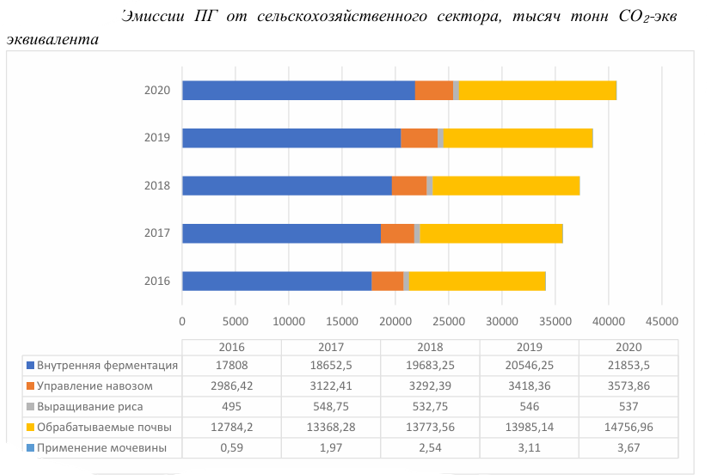 Эмиссии ПГ от сельскохозяйственного сектора, тысяч тонн CO₂-экв
эквивалента
2020
2019
2018
2017
2016
0 5000 10000 15000 20000 25000 30000 35000 40000 45000
2016 2017 2018 2019 2020
Внутренняя ферментация 17808 18652,5 19683,25 20546,25 21853,5
Управление навозом 2986,42 3122,41 3292,39 3418,36 3573,86
Выращивание риса 495 548,75 532,75 546 537
Обрабатываемые почвы 12784,2 13368,28 13773,56 13985,14 14756,96
Применение мочевины 0,59 1,97 2,54 3,11 3,67